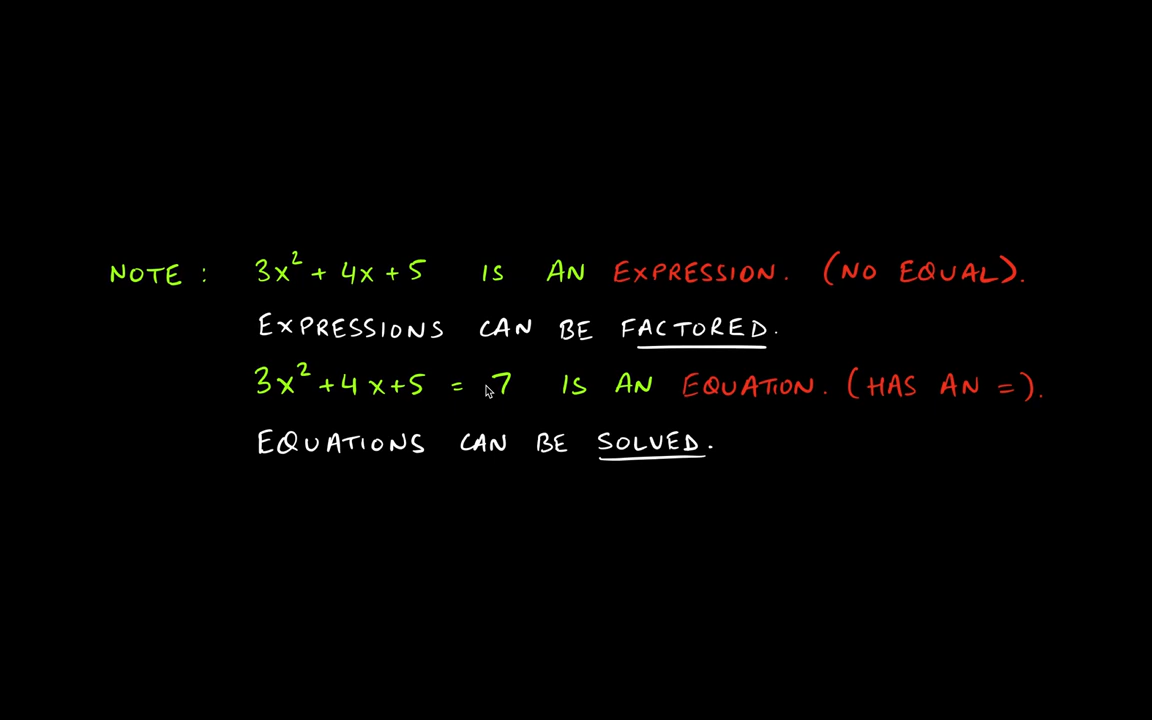 NOTE : 3x² + 4x + 5 IS AN EXPRESSION. (NO EQUAL).
EXPRESSIONS CAN BE FACTORED.
3x² + 4x + 5 = 7 IS AN EQUATION. (HAS AN =).
EQUATIONS CAN BE SOLVED.